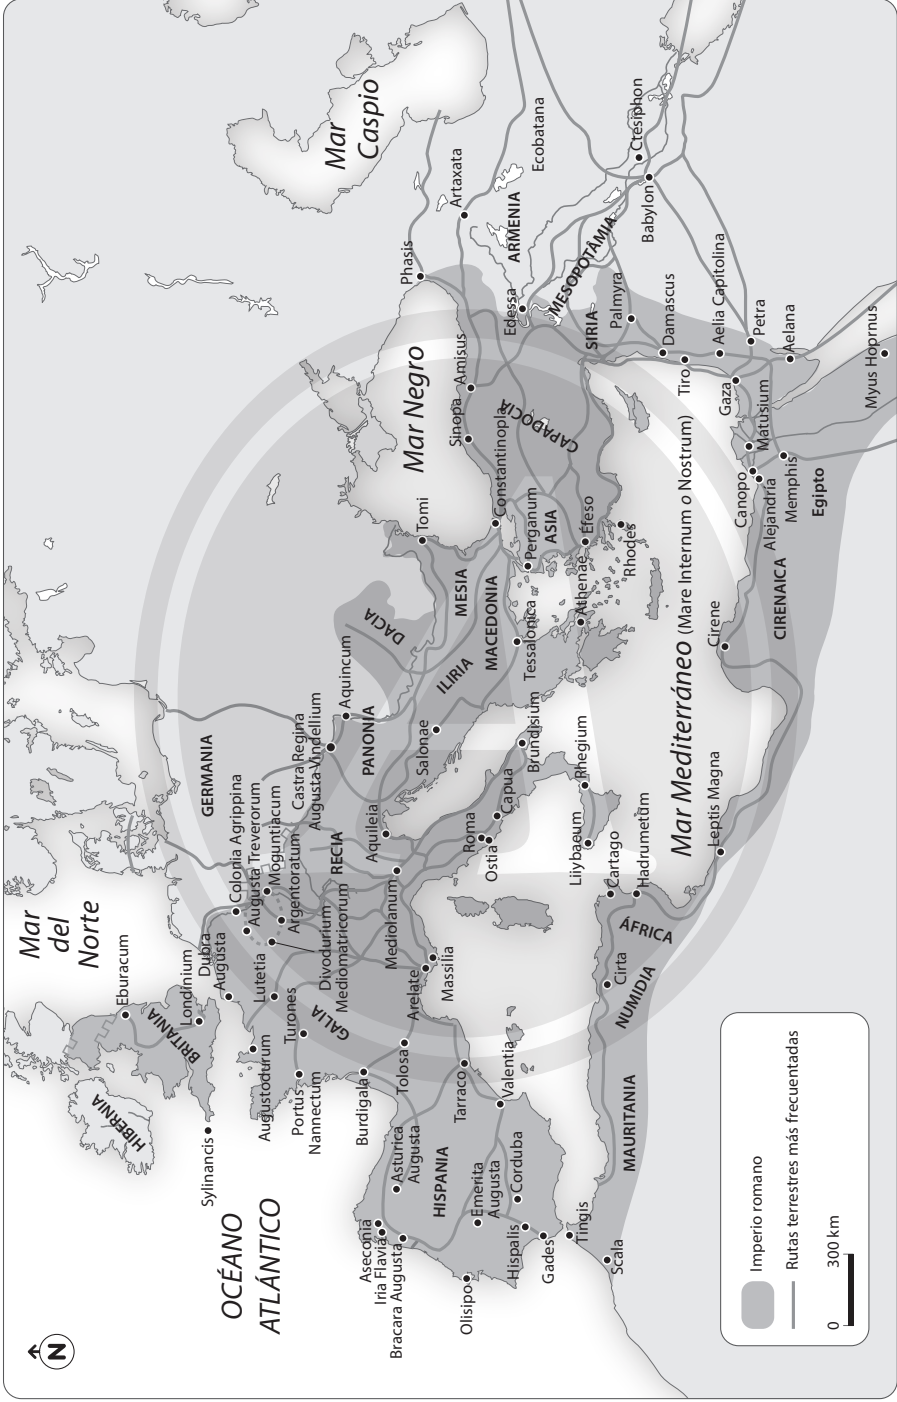 Mar
Caspio
Mar
del
Norte
Mar Negro
OCÉANO
ATLÁNTICO
Mar Mediterráneo (Mare Internum o Nostrum)
N
HIBERNIA
BRITANIA
Eburacum
Londinium
Dubra
Augusta
Sylinancis
GERMANIA
Colonia Agrippina
Augusta Treverorum
Moguntiacum
Argentoratum
Castra Regina
Augusta Vindellium
Divodurium
Mediomatricorum
Lutetia
Turones
Augustodurum
Portus
Nannectum
GALIA
Burdigala
Tolosa
Arelate
Massilia
Mediolanum
RECIA
Aquileia
PANONIA
Aquincum
DACIA
ILIRIA
Salonae
MESIA
MACEDONIA
Tessalonica
Tomi
Athenae
Roma
Ostia
Capua
Brundisium
Rhegium
Liiybaeum
HISPANIA
Asturica
Augusta
Aseconia
Iria Flavia
Bracara Augusta
Olisipo
Emerita
Augusta
Corduba
Hispalis
Gades
Tarraco
Valentia
Tingis
Scala
MAURITANIA
NUMIDIA
Cirta
ÁFRICA
Cartago
Hadrumetum
Leptis Magna
Cirene
CIRENAICA
Constantinopla
Sinopa
Amisus
Phasis
Artaxata
Ecobatana
ARMENIA
CAPADOCIA
Perganum
ASIA
Efeso
Rhodes
Edessa
MESOPOTÂMIA
SIRIA
Palmyra
Damascus
Tiro
Aelia Capitolina
Petra
Aelana
Gaza
Matusium
Canopo
Alejandría
Memphis
Egipto
Myus Hoprnus
Babylon
Ctesiphon
Imperio romano
Rutas terrestres más frecuentadas
0 300 km